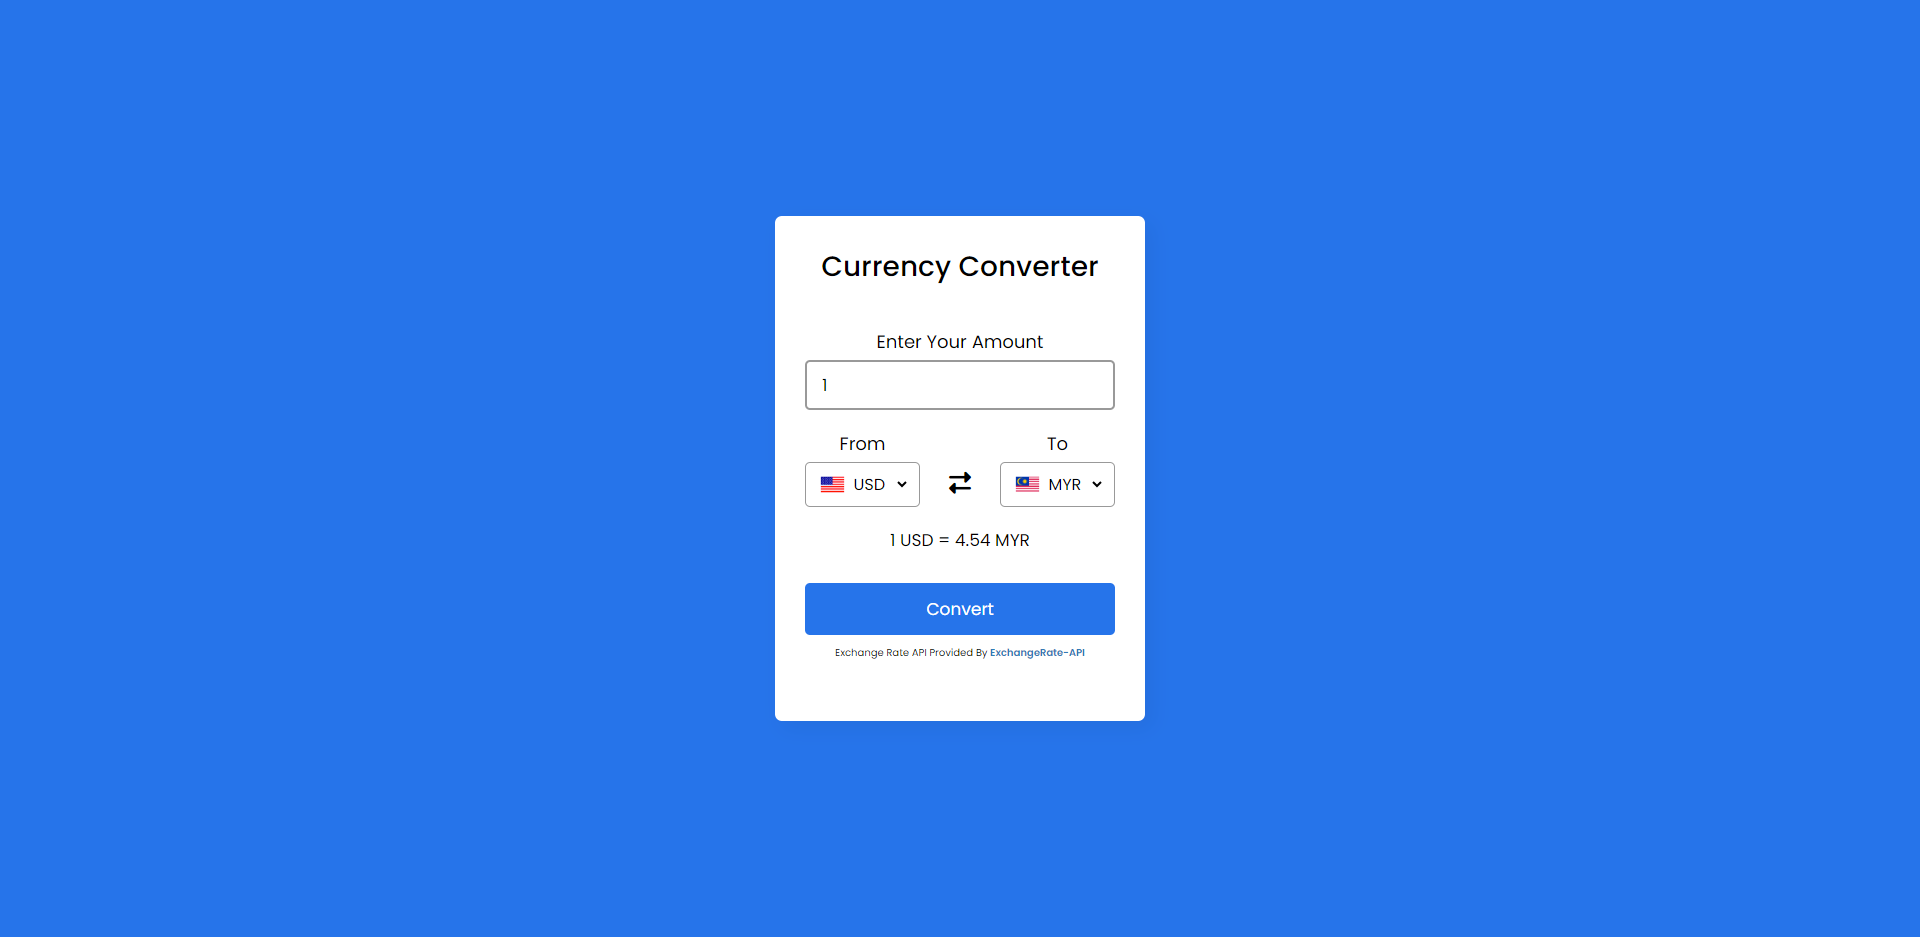 Currency Converter
Enter Your Amount
1
From To
USD MYR
1 USD = 4.54 MYR
Convert
Exchange Rate API Provided By ExchangeRate-API